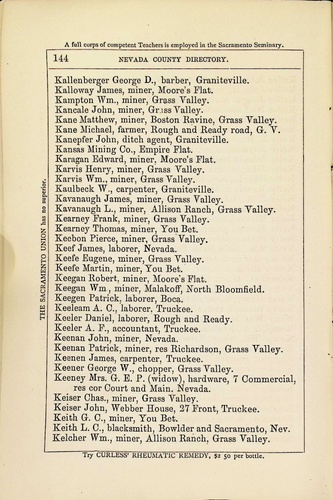 A full corps of competent Teachers is employed in the Sacramento Seminary.
144 NEVADA COUNTY DIRECTORY.
Kallenberger George D., barber, Graniteville.
Kalloway James, miner, Moore's Flat.
Kampton Wm., miner, Grass Valley.
Kancale John, miner, Grass Valley.
Kane Matthew, miner, Boston Ravine, Grass Valley.
Kane Michael, farmer, Rough and Ready road, G. V.
Kanepfer John, ditch agent, Graniteville.
Kansas Mining Co., Empire Flat.
Karagan Edward, miner, Moore's Flat.
Karvis Henry, miner, Grass Valley.
Karvis Wm., miner, Grass Valley.
Kaulbeck W., carpenter, Graniteville.
Kavanaugh James, miner, Grass Valley.
Kavanaugh L., miner, Allison Ranch, Grass Valley.
Kearney Frank, miner, Grass Valley.
Kearney Thomas, miner, You Bet.
Keebon Pierce, miner, Grass Valley.
Keef James, laborer, Nevada.
Keefe Eugene, miner, Grass Valley.
Keefe Martin, miner, You Bet.
Keegan Robert, miner, Moore's Flat.
Keegan Wm., miner, Malakoff, North Bloomfield.
Keegen Patrick, laborer, Boca.
Keeleam A. C., laborer, Truckee.
Keeler Daniel, laborer, Rough and Ready.
Keeler A. F., accountant, Truckee.
Keenan John, miner, Nevada.
Keenan Patrick, miner, res Richardson, Grass Valley.
Keenen James, carpenter, Truckee.
Keener George W., chopper, Grass Valley.
Keeney Mrs. G. E. P. (widow), hardware, 7 Commercial,
res cor Court and Main, Nevada.
Keiser Chas., miner, Grass Valley.
Keiser John, Webber House, 27 Front, Truckee.
Keith G. C., miner, You Bet.
Keith L. C., blacksmith, Bowlder and Sacramento, Nev.
Kelcher Wm., miner, Allison Ranch, Grass Valley.
THE SACRAMENTO UNION has no superior.
Try CURLESS' RHEUMATIC REMEDY, $2 50 per bottle.